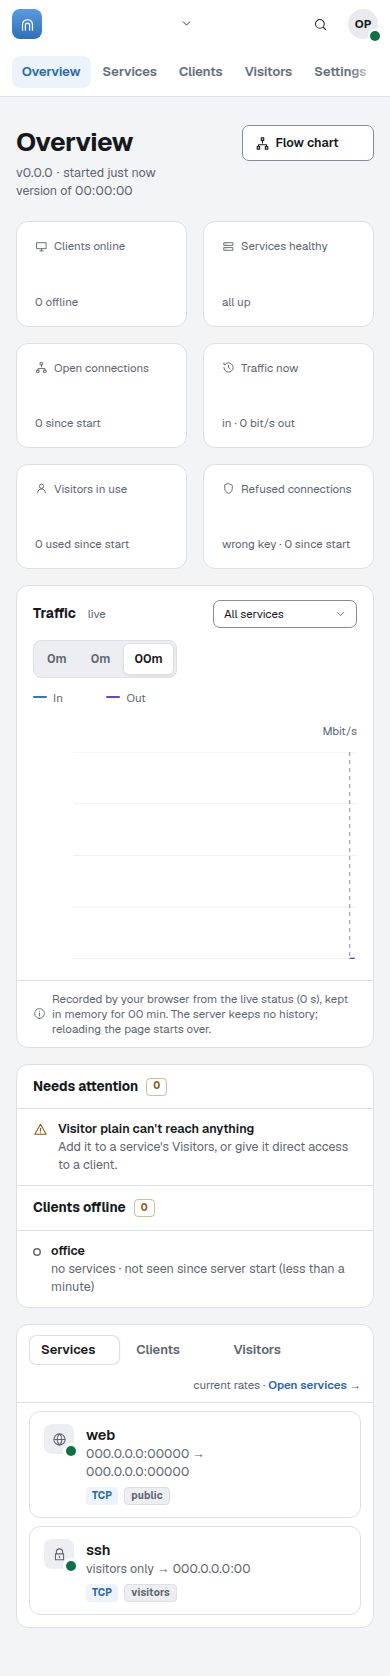 OP
Overview Services Clients Visitors Settings
Overview
Flow chart
v0.0.0 · started just now
version of 00:00:00
Clients online
0 offline
Services healthy
all up
Open connections
0 since start
Traffic now
in · 0 bit/s out
Visitors in use
0 used since start
Refused connections
wrong key · 0 since start
Traffic live
All services
0m 0m 00m
In Out
Mbit/s
Recorded by your browser from the live status (0 s), kept
in memory for 00 min. The server keeps no history;
reloading the page starts over.
Needs attention 0
Visitor plain can't reach anything
Add it to a service's Visitors, or give it direct access
to a client.
Clients offline 0
office
no services · not seen since server start (less than a
minute)
Services Clients Visitors
current rates · Open services →
web
000.0.0.0:00000 →
000.0.0.0:00000
TCP public
ssh
visitors only → 000.0.0.0:00
TCP visitors